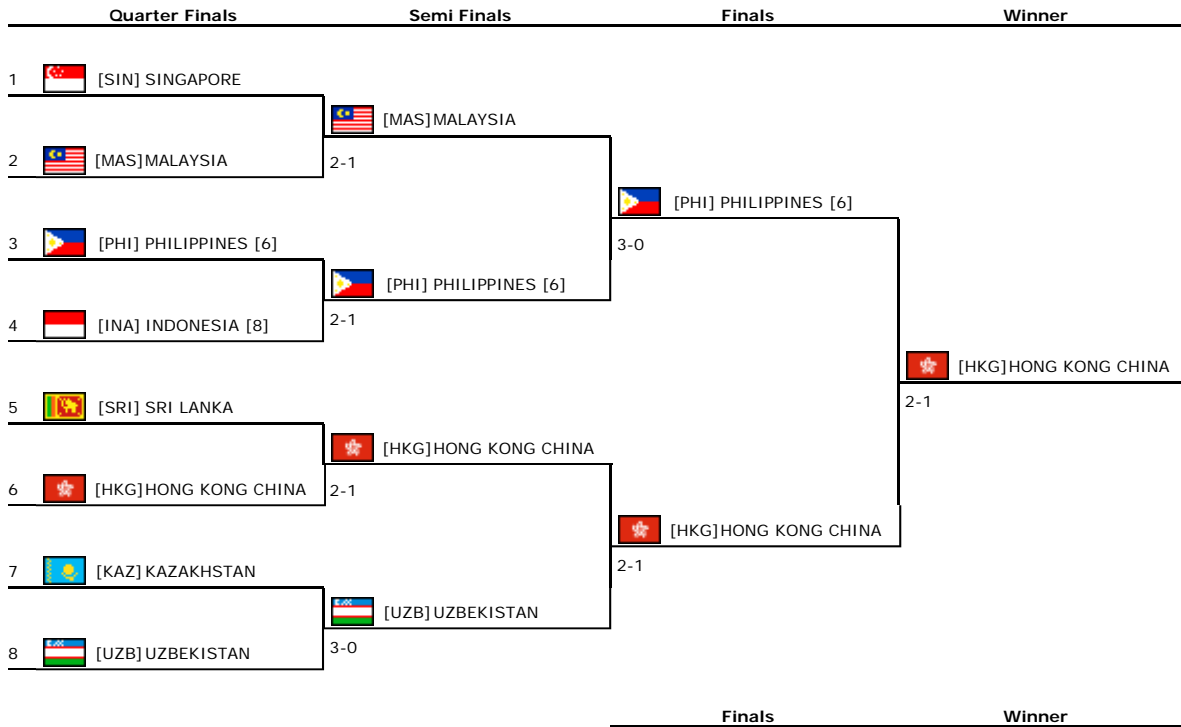 Quarter Finals Semi Finals Finals Winner
1 [SIN] SINGAPORE
[MAS] MALAYSIA
2 [MAS] MALAYSIA 2-1
[PHI] PHILIPPINES [6]
3 [PHI] PHILIPPINES [6] 3-0
[PHI] PHILIPPINES [6]
4 [INA] INDONESIA [8] 2-1
[HKG] HONG KONG CHINA
5 [SRI] SRI LANKA 2-1
[HKG] HONG KONG CHINA
6 [HKG] HONG KONG CHINA 2-1
[HKG] HONG KONG CHINA
7 [KAZ] KAZAKHSTAN 2-1
[UZB] UZBEKISTAN
8 [UZB] UZBEKISTAN 3-0
Finals Winner